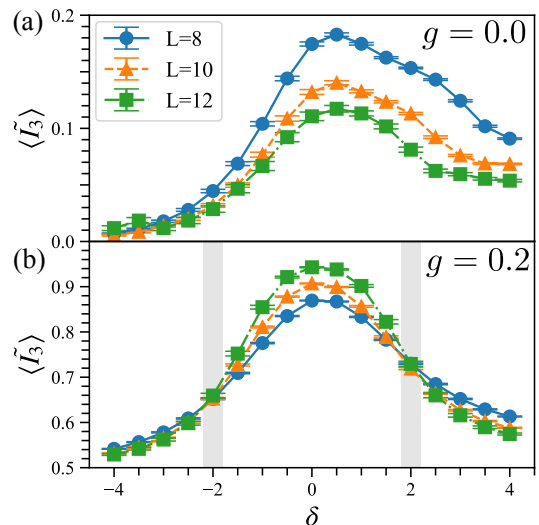 (a)
g = 0.0
L=8
L=10
L=12
0.2
0.1
0.0
⟨Ĩ₃⟩
(b)
g = 0.2
0.9
0.8
0.7
0.6
0.5
⟨Ĩ₃⟩
−4 −2 0 2 4
δ